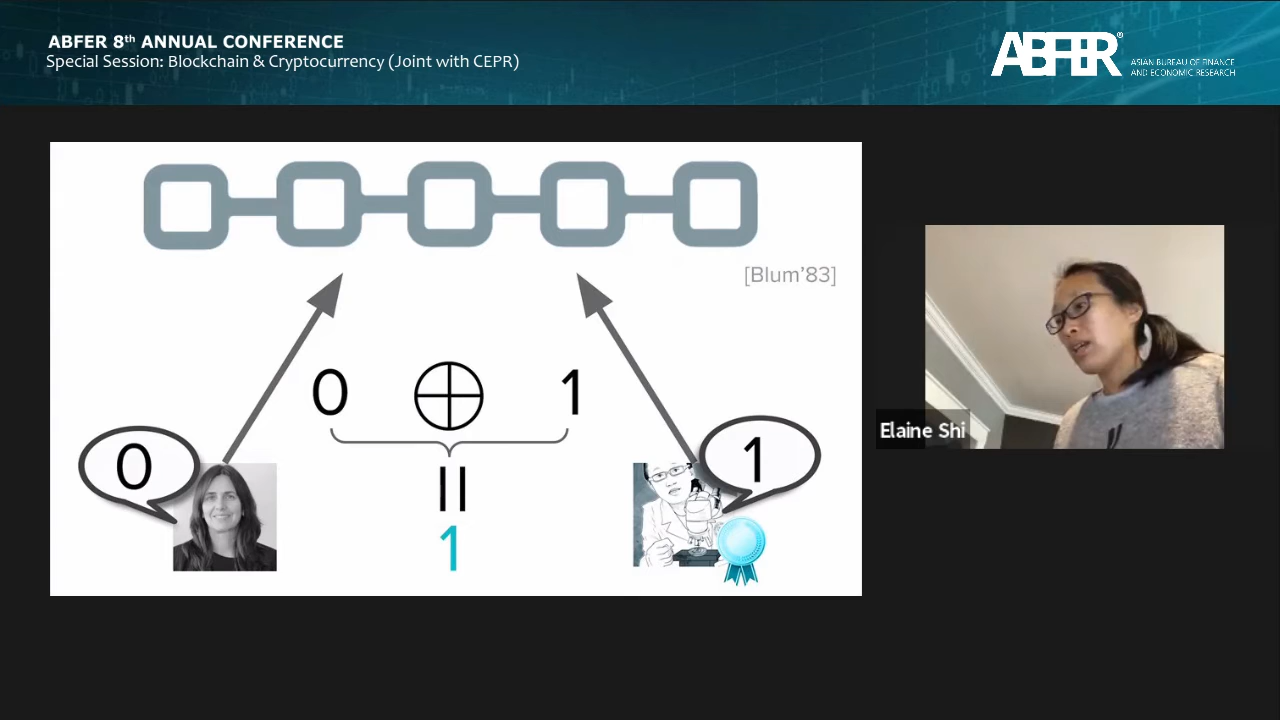 ABFER 8th ANNUAL CONFERENCE
Special Session: Blockchain & Cryptocurrency (Joint with CEPR)
ABFER®
ASIAN BUREAU OF FINANCE
AND ECONOMIC RESEARCH
[Blum'83]
0 ⊕ 1
0
1
=
1
Elaine Shi